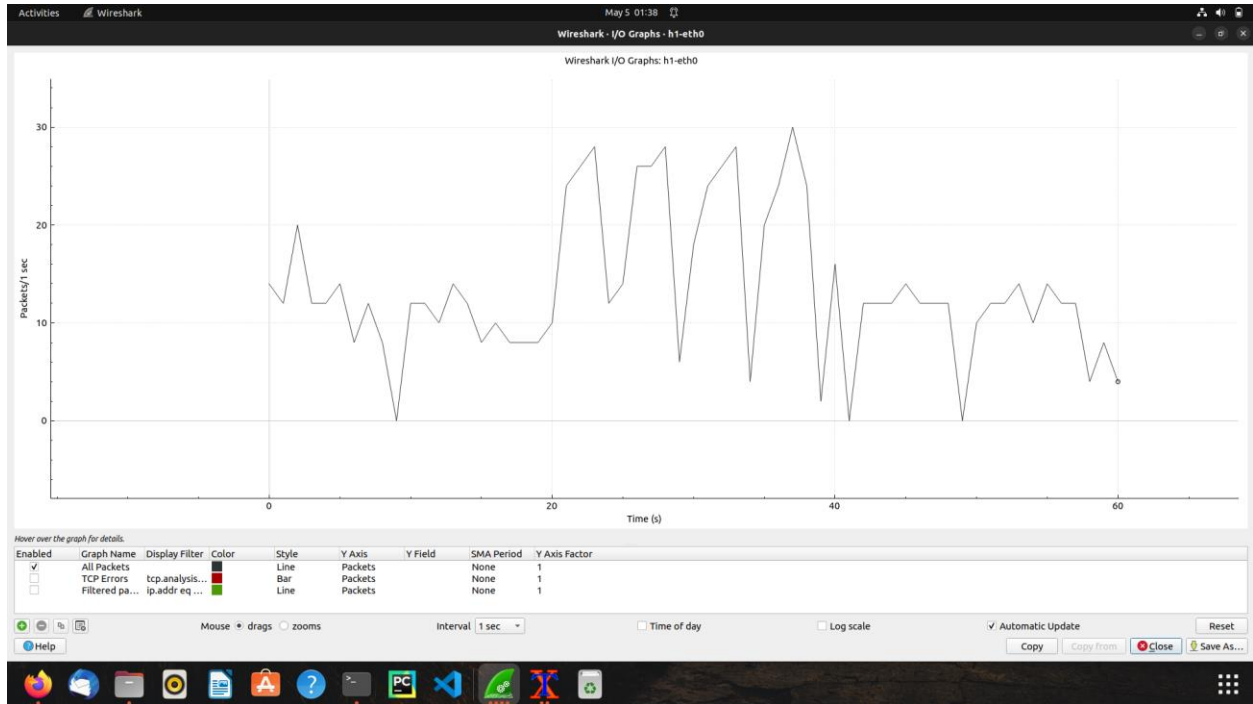 Activities Wireshark May 5 01:38
Wireshark · I/O Graphs · h1-eth0
Wireshark I/O Graphs: h1-eth0
30
20
10
0
Packets/1 sec
0 20 40 60
Time (s)
Hover over the graph for details.
Enabled Graph Name Display Filter Color Style Y Axis Y Field SMA Period Y Axis Factor
All Packets Line Packets None 1
TCP Errors tcp.analysis... Bar Packets None 1
Filtered pa... ip.addr eq ... Line Packets None 1
Mouse drags zooms Interval 1 sec Time of day Log scale Automatic Update Reset
Help Copy Copy from Close Save As...
PC